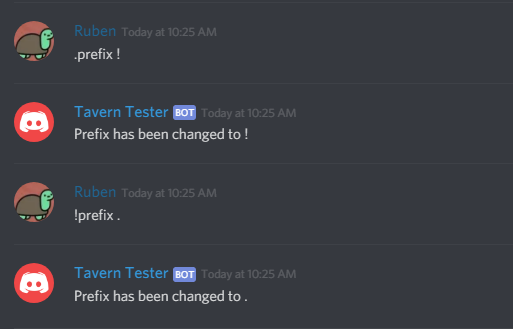 Ruben Today at 10:25 AM
.prefix !
Tavern Tester BOT Today at 10:25 AM
Prefix has been changed to !
Ruben Today at 10:25 AM
!prefix .
Tavern Tester BOT Today at 10:25 AM
Prefix has been changed to .